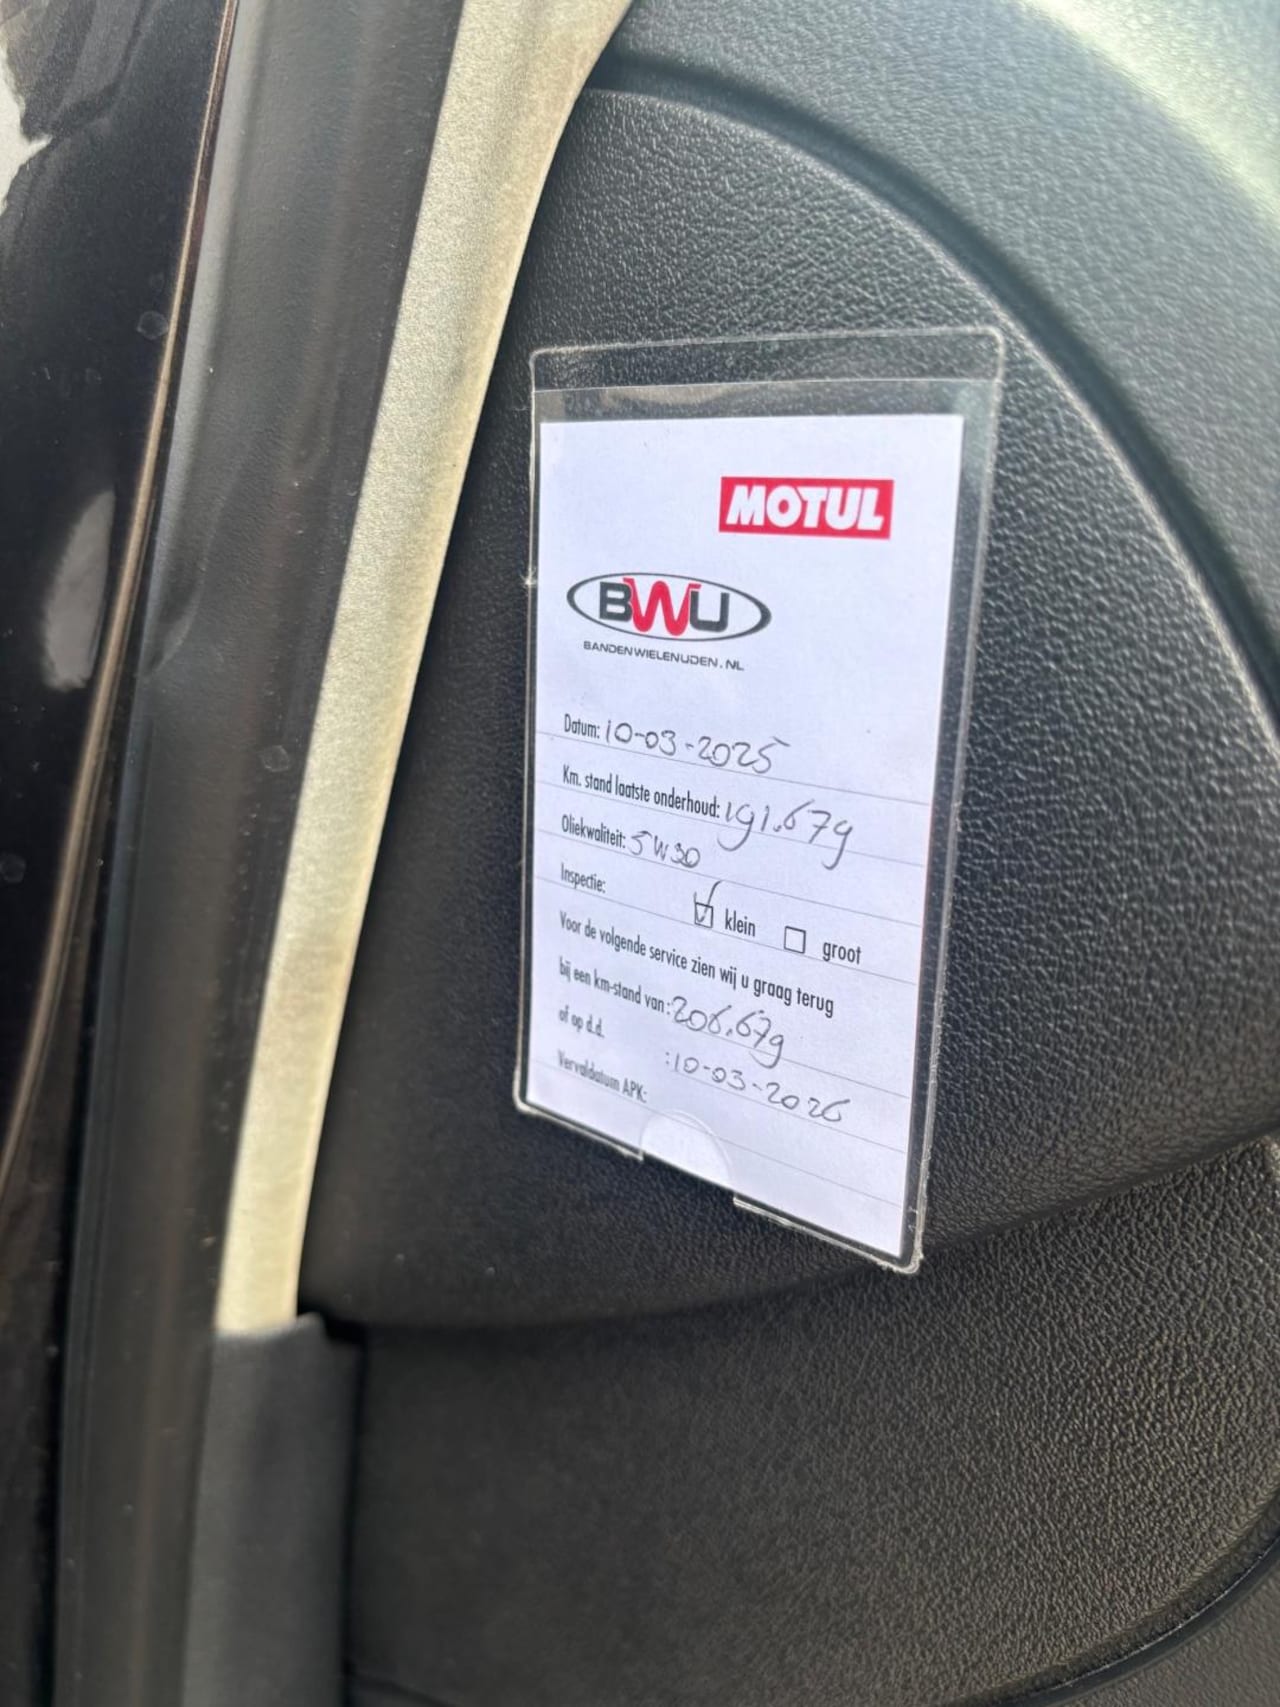 MOTUL
BWU
BANDENWIELENUDEN.NL
Datum: 10-03-2025
Km. stand laatste onderhoud: 191.679
Oliekwaliteit: 5W30
Inspectie: klein groot
Voor de volgende service zien wij u graag terug
bij een km-stand van: 206.679
of op d.d. : 10-03-2026
Vervaldatum APK: